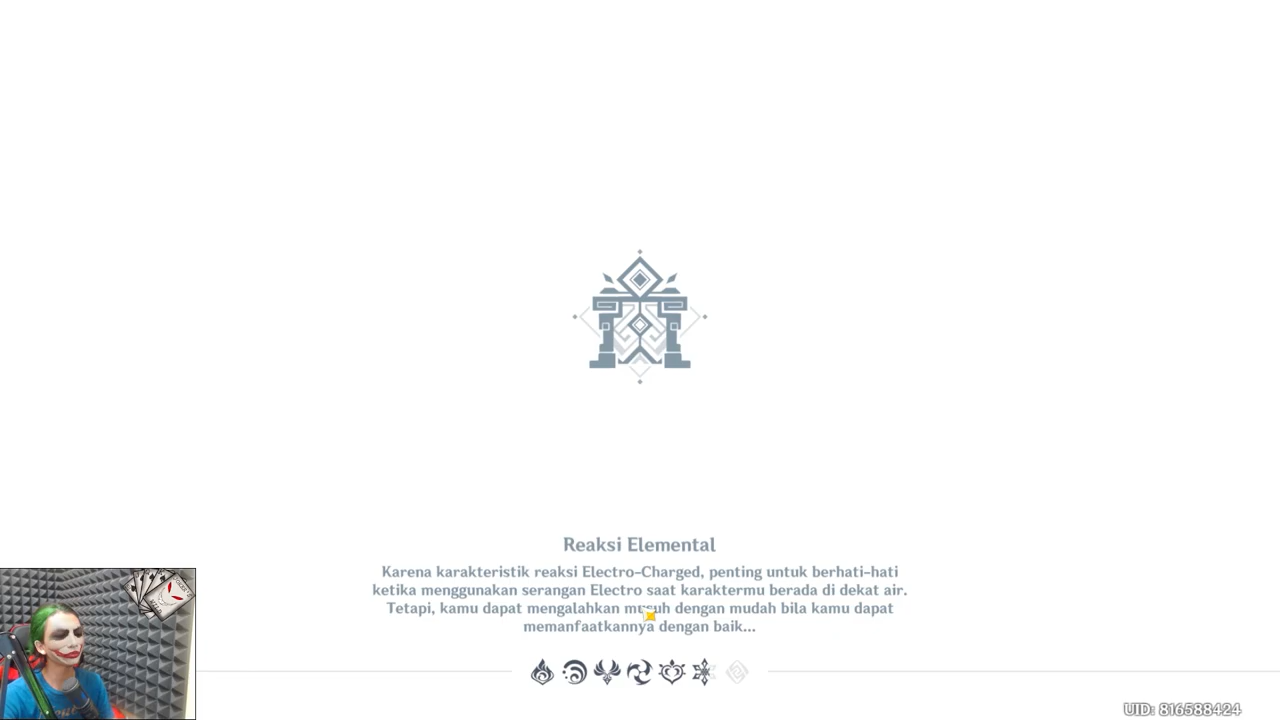 Reaksi Elemental
Karena karakteristik reaksi Electro-Charged, penting untuk berhati-hati
ketika menggunakan serangan Electro saat karaktermu berada di dekat air.
Tetapi, kamu dapat mengalahkan musuh dengan mudah bila kamu dapat
memanfaatkannya dengan baik...
UID: 816588424